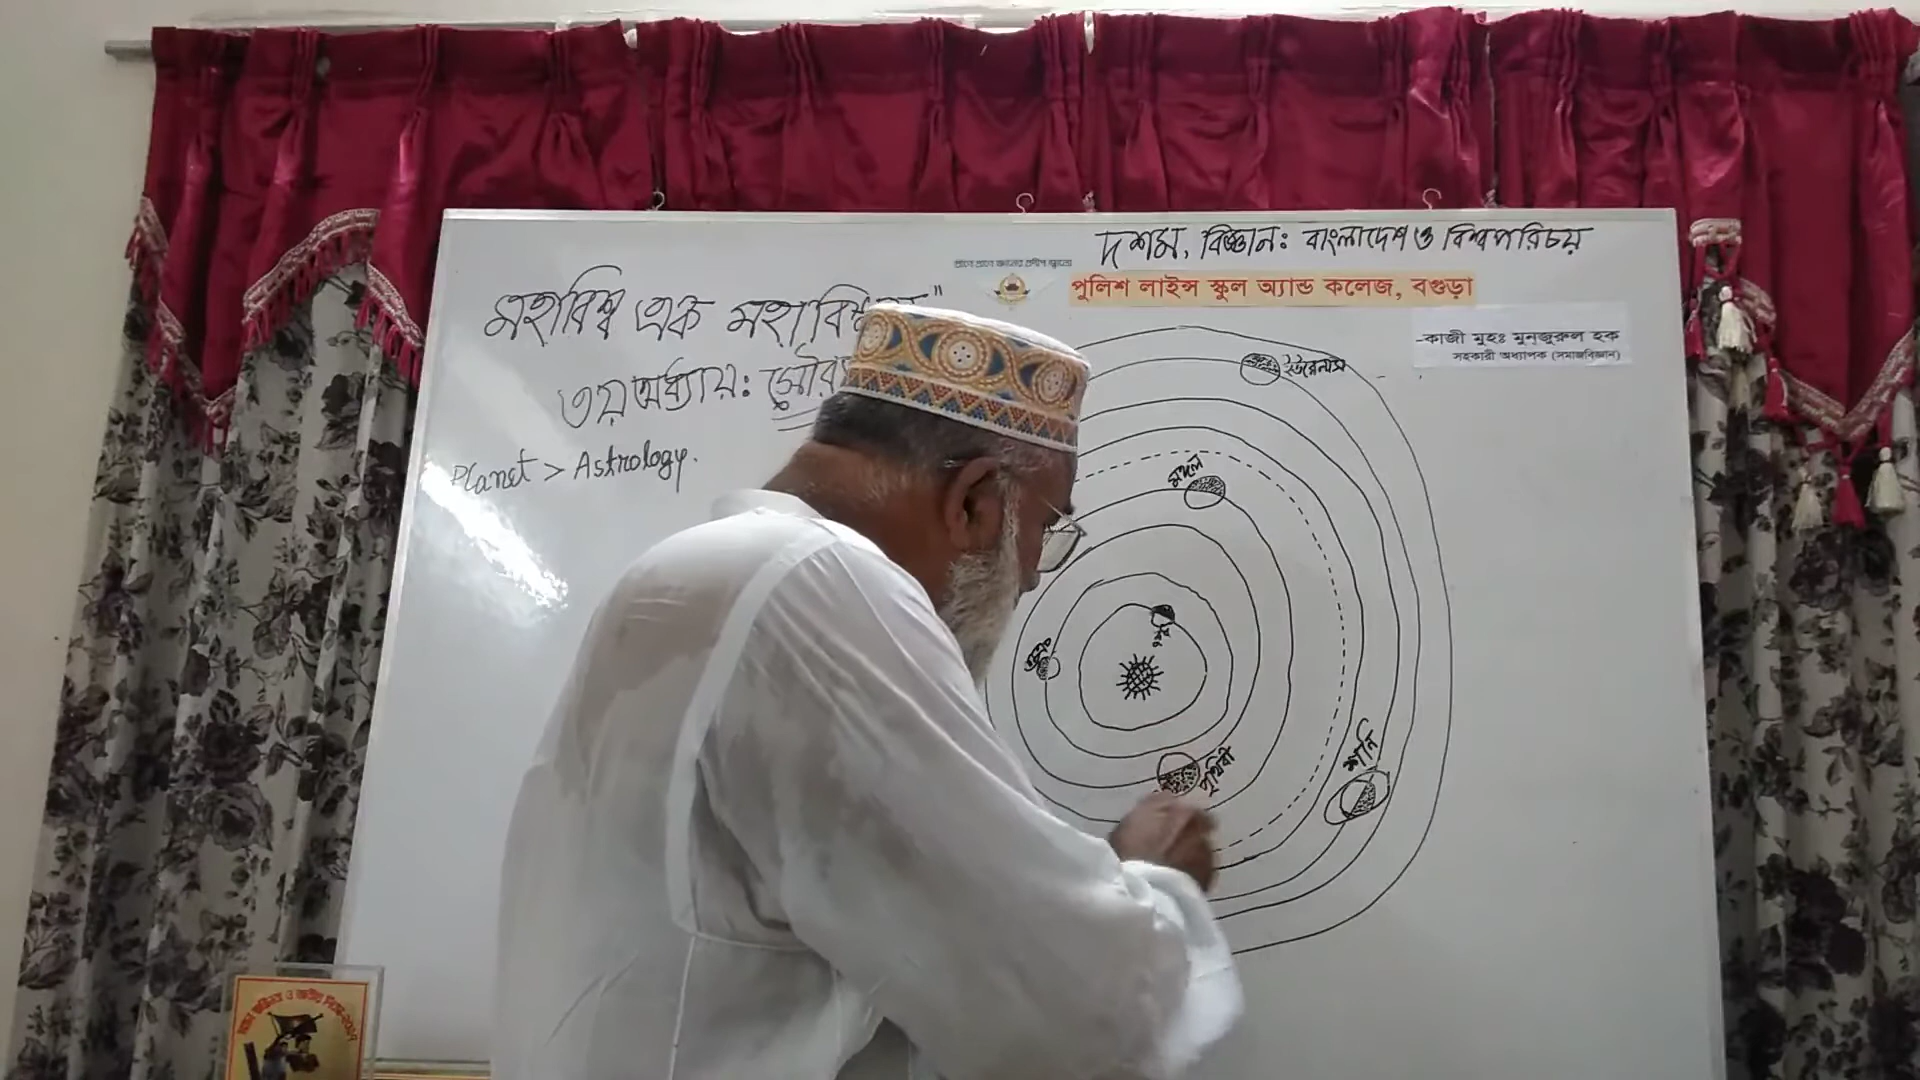 দশম, বিজ্ঞান: বাংলাদেশ ও বিশ্বপরিচয়
পুলিশ লাইন্স স্কুল অ্যান্ড কলেজ, বগুড়া
-কাজী মুহঃ মুনজুরুল হক
সহকারী অধ্যাপক (সমাজবিজ্ঞান)
মহাবিশ্ব এক
৩য় অধ্যায়:
Planet > Astrology.
ইউরেনাস
মঙ্গল
বুধ
শুক্র
পৃথিবী
শনি